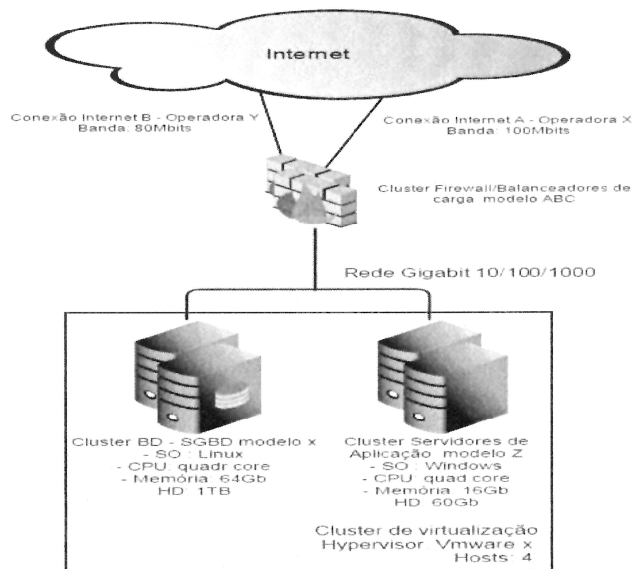 Internet
Conexão Internet B - Operadora Y
Banda: 80Mbits
Conexão Internet A - Operadora X
Banda: 100Mbits
Cluster Firewall/Balanceadores de
carga modelo ABC
Rede Gigabit 10/100/1000
Cluster BD - SGBD modelo x
- SO : Linux
- CPU: quadr core
- Memória: 64Gb
HD: 1TB
Cluster Servidores de
Aplicação modelo Z
- SO : Windows
- CPU: quad core
- Memória: 16Gb
HD: 60Gb
Cluster de virtualização
Hypervisor: Vmware x
Hosts: 4